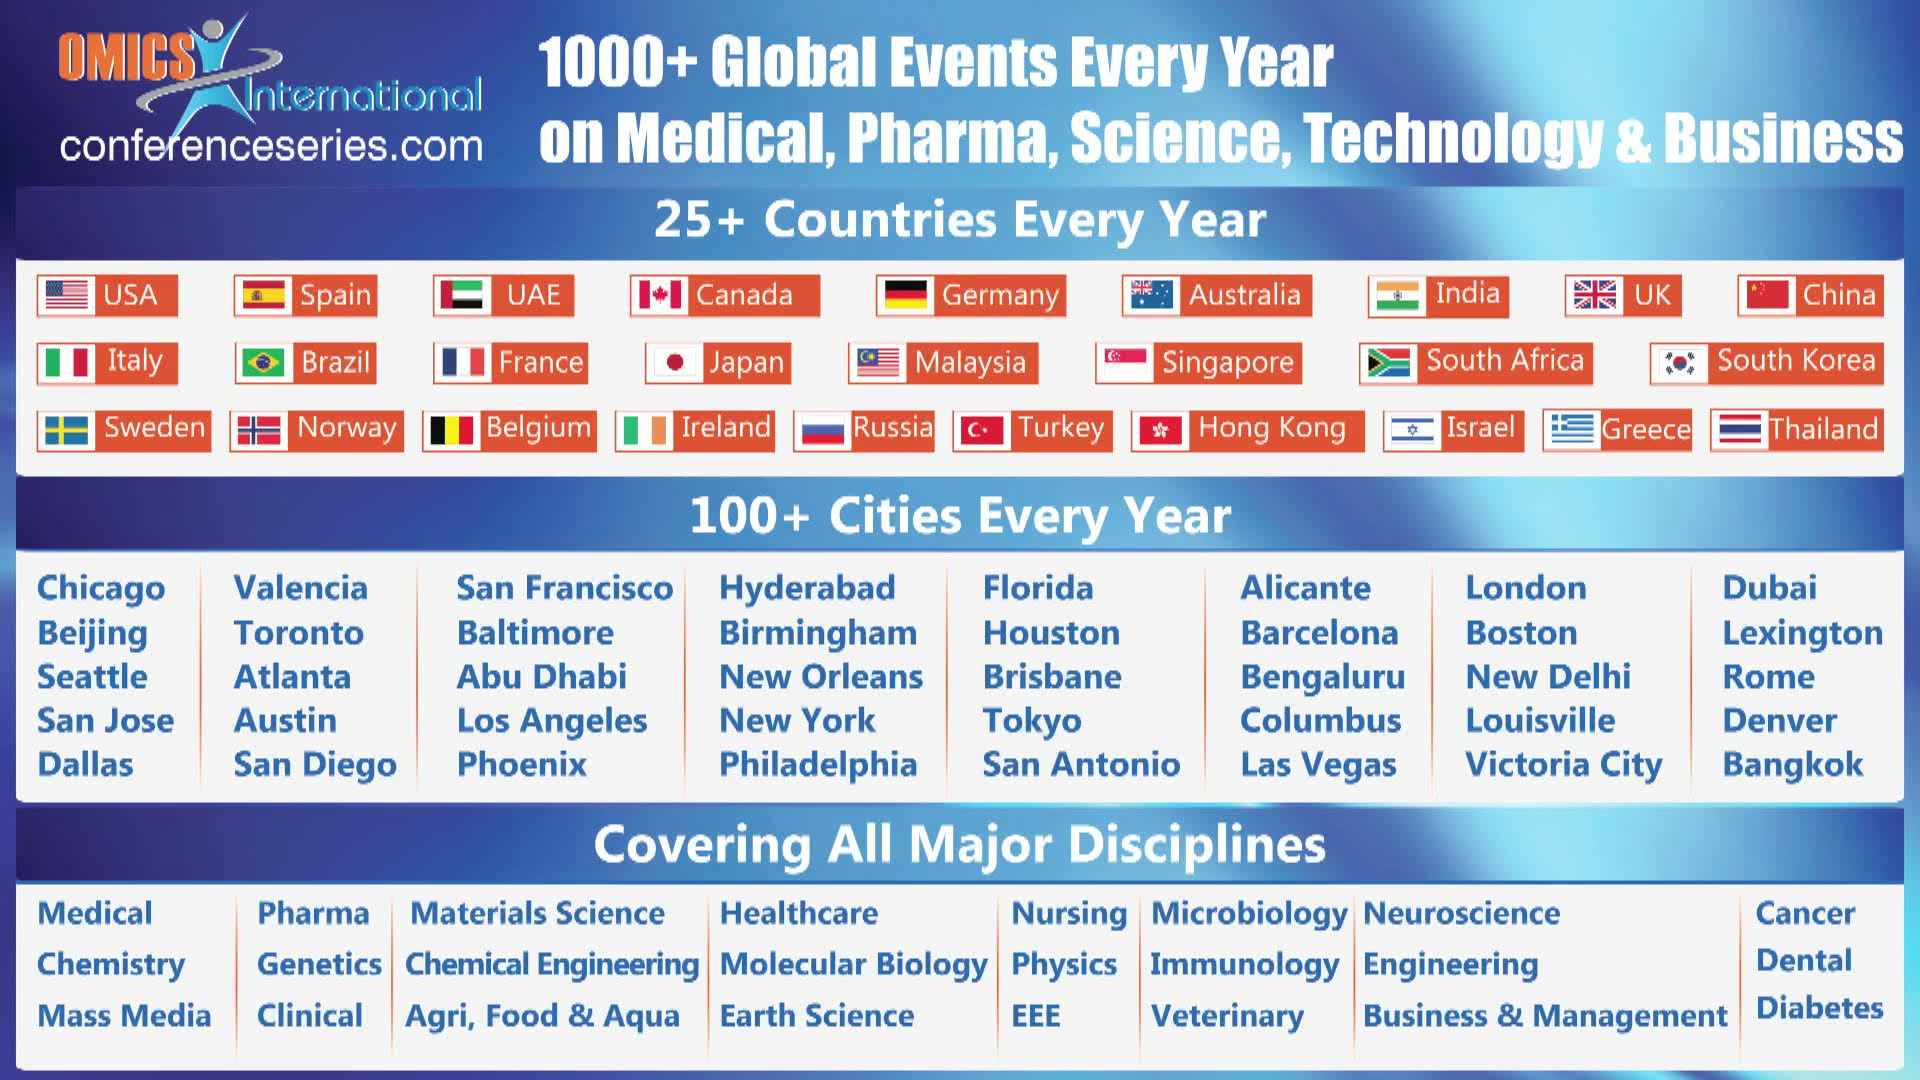 OMICS
International
conferenceseries.com
1000+ Global Events Every Year
on Medical, Pharma, Science, Technology & Business
25+ Countries Every Year
USA Spain UAE Canada Germany Australia India UK China
Italy Brazil France Japan Malaysia Singapore South Africa South Korea
Sweden Norway Belgium Ireland Russia Turkey Hong Kong Israel Greece Thailand
100+ Cities Every Year
Chicago Valencia San Francisco Hyderabad Florida Alicante London Dubai
Beijing Toronto Baltimore Birmingham Houston Barcelona Boston Lexington
Seattle Atlanta Abu Dhabi New Orleans Brisbane Bengaluru New Delhi Rome
San Jose Austin Los Angeles New York Tokyo Columbus Louisville Denver
Dallas San Diego Phoenix Philadelphia San Antonio Las Vegas Victoria City Bangkok
Covering All Major Disciplines
Medical Pharma Materials Science Healthcare Nursing Microbiology Neuroscience Cancer
Chemistry Genetics Chemical Engineering Molecular Biology Physics Immunology Engineering Dental
Mass Media Clinical Agri, Food & Aqua Earth Science EEE Veterinary Business & Management Diabetes